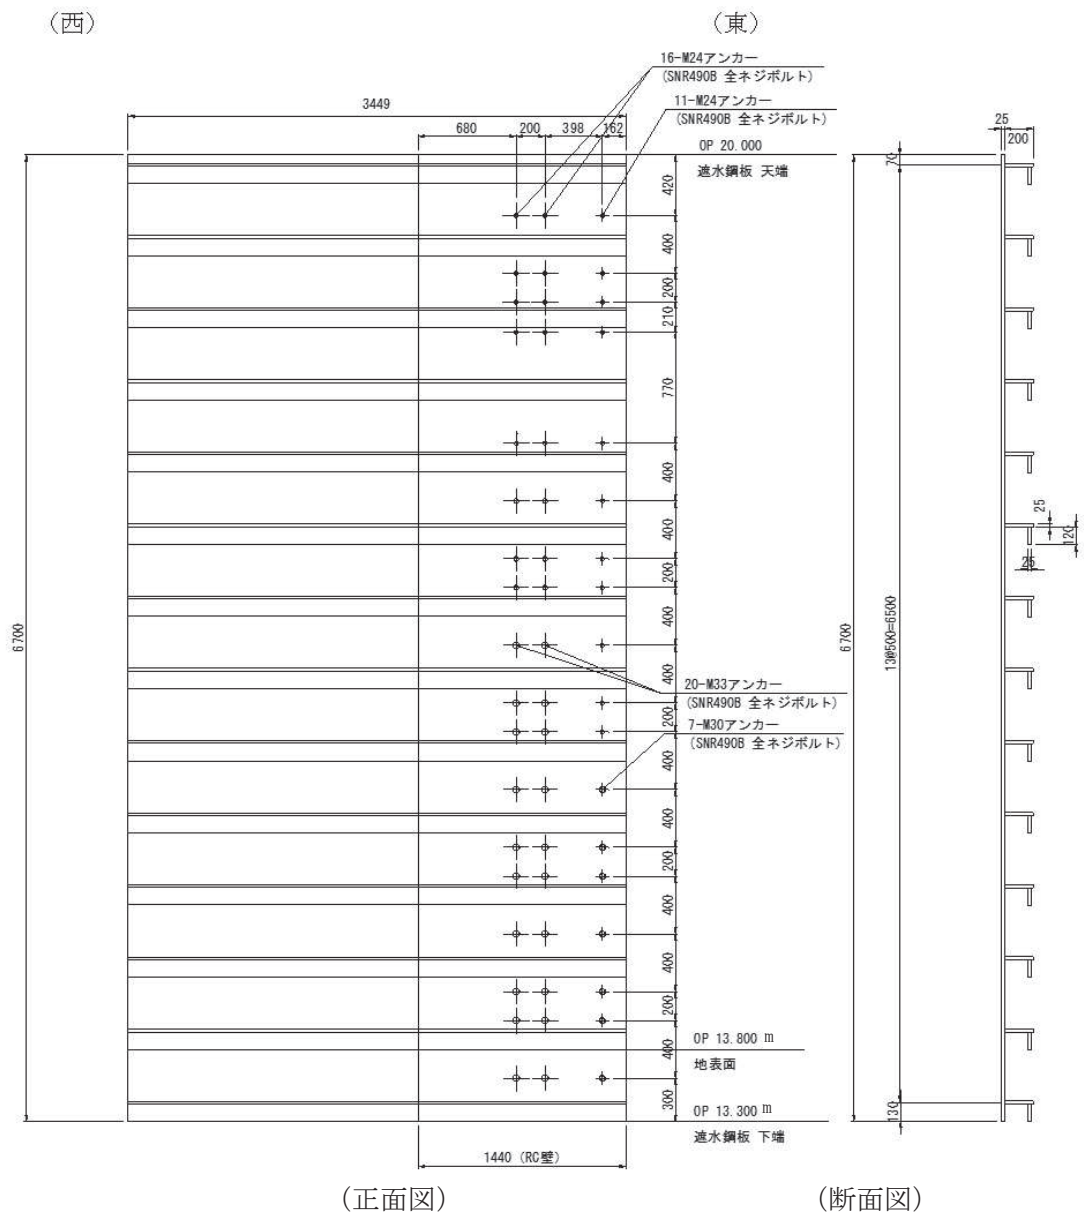 （西）
（東）
16-M24アンカー
(SNR490B 全ネジボルト)
3449
11-M24アンカー
(SNR490B 全ネジボルト)
680
200
398
162
25
200
OP 20.000
遮水鋼板 天端
70
420
400
200
210
770
400
400
25
120
25
200
400
6700
6700
13@500=6500
400
20-M33アンカー
(SNR490B 全ネジボルト)
200
7-M30アンカー
(SNR490B 全ネジボルト)
400
400
200
400
400
200
OP 13.800 m
400
地表面
300
OP 13.300 m
130
遮水鋼板 下端
1440 (RC壁)
（正面図）
（断面図）